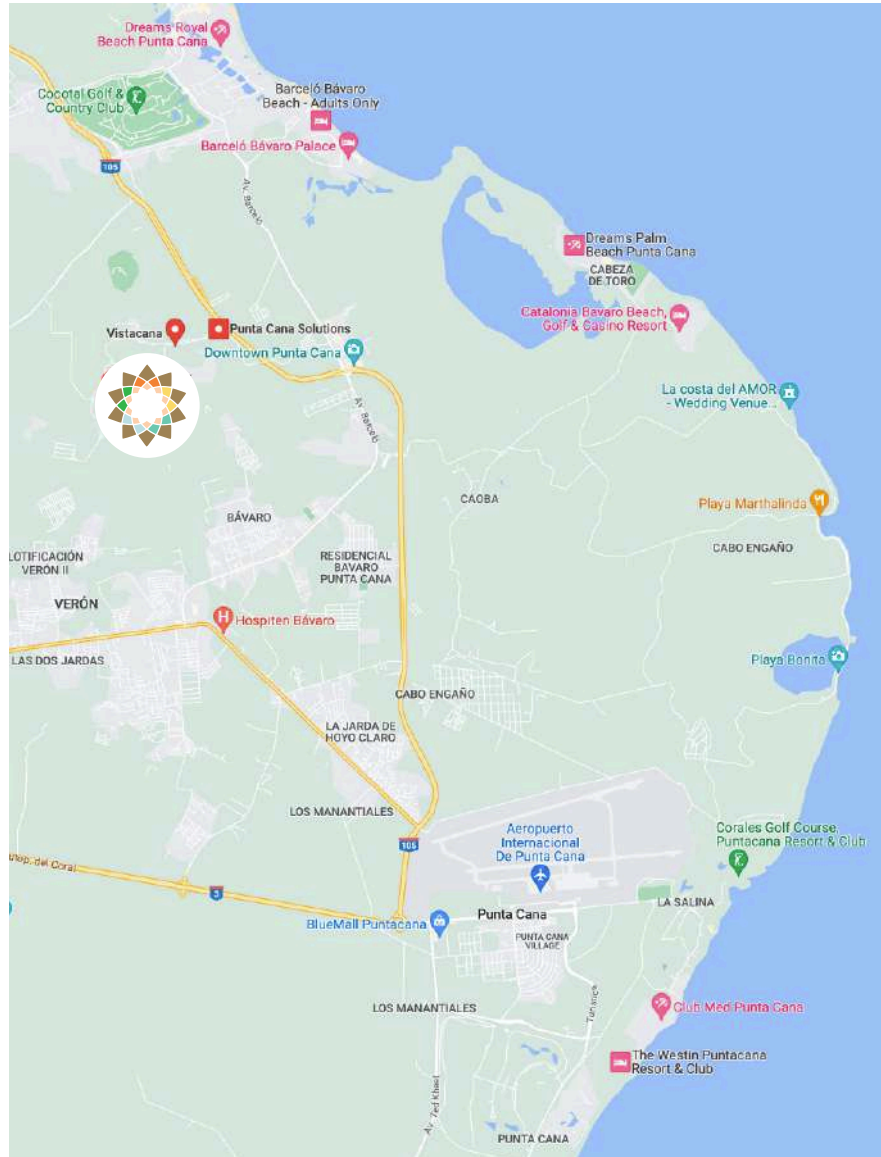 Dreams Royal
Beach Punta Cana
Cocotal Golf &
Country Club
Barceló Bávaro
Beach - Adults Only
Barceló Bávaro Palace
105
Av. Barceló
Dreams Palm
Beach Punta Cana
CABEZA
DE TORO
Catalonia Bavaro Beach,
Golf & Casino Resort
Vistacana
Punta Cana Solutions
Downtown Punta Cana
La costa del AMOR
- Wedding Venue...
Av. Barceló
CAOBA
Playa Marthalinda
BÁVARO
CABO ENGAÑO
LOTIFICACIÓN
VERÓN II
RESIDENCIAL
BAVARO
PUNTA CANA
VERÓN
Hospiten Bávaro
LAS DOS JARDAS
Playa Bonita
CABO ENGAÑO
LA JARDA DE
HOYO CLARO
LOS MANANTIALES
Aeropuerto
Internacional
De Punta Cana
Corales Golf Course,
Puntacana Resort & Club
105
del Coral
3
LA SALINA
BlueMall Puntacana
Punta Cana
PUNTA CANA
VILLAGE
LOS MANANTIALES
Club Med Punta Cana
The Westin Puntacana
Resort & Club
PUNTA CANA